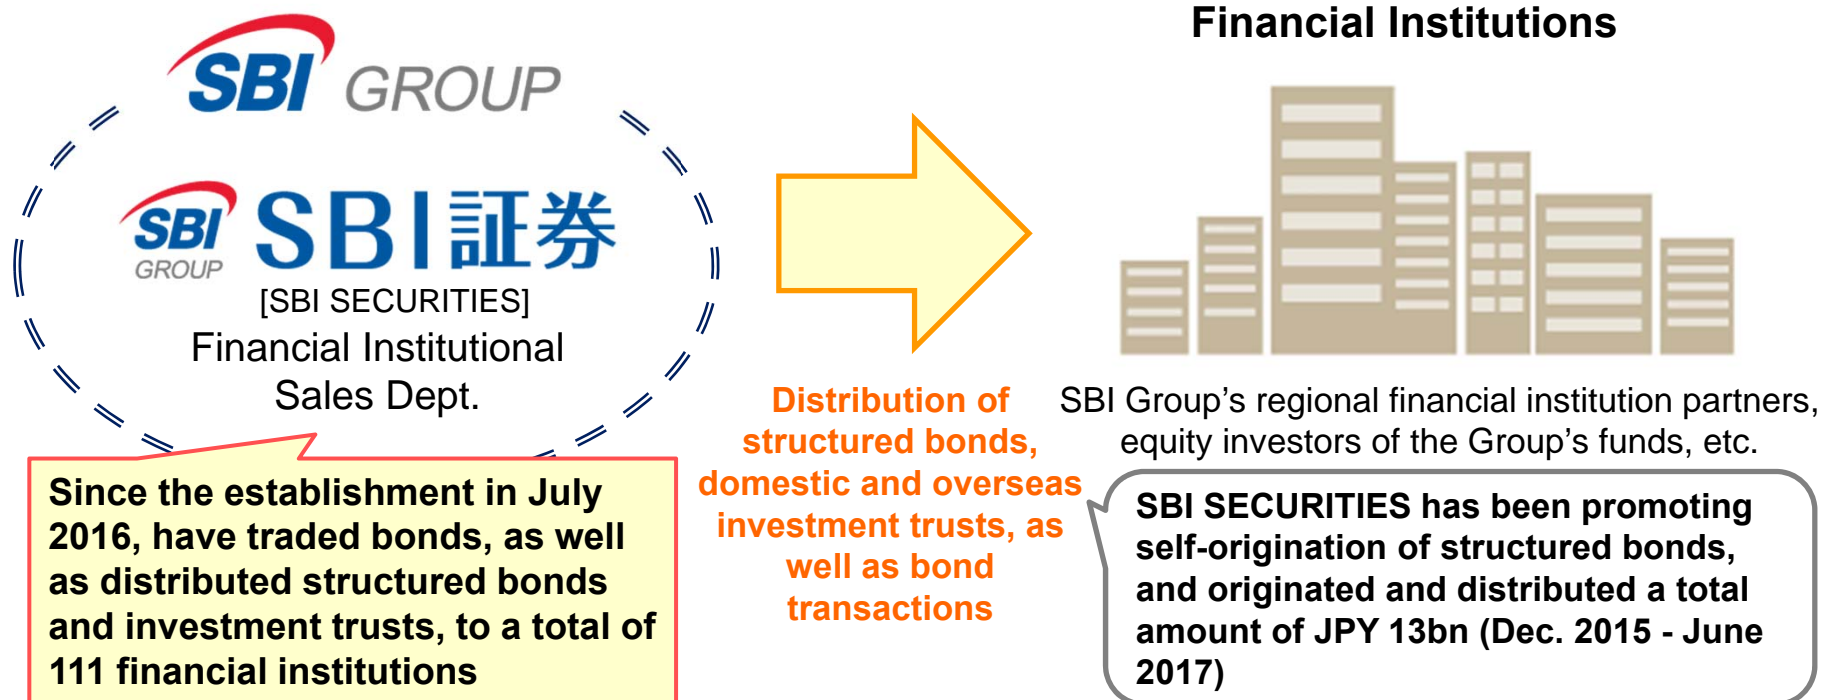 SBI GROUP
SBI GROUP SBI証券
[SBI SECURITIES]
Financial Institutional
Sales Dept.
Since the establishment in July
2016, have traded bonds, as well
as distributed structured bonds
and investment trusts, to a total of
111 financial institutions
Distribution of
structured bonds,
domestic and overseas
investment trusts, as
well as bond
transactions
Financial Institutions
SBI Group’s regional financial institution partners,
equity investors of the Group’s funds, etc.
SBI SECURITIES has been promoting
self-origination of structured bonds,
and originated and distributed a total
amount of JPY 13bn (Dec. 2015 - June
2017)